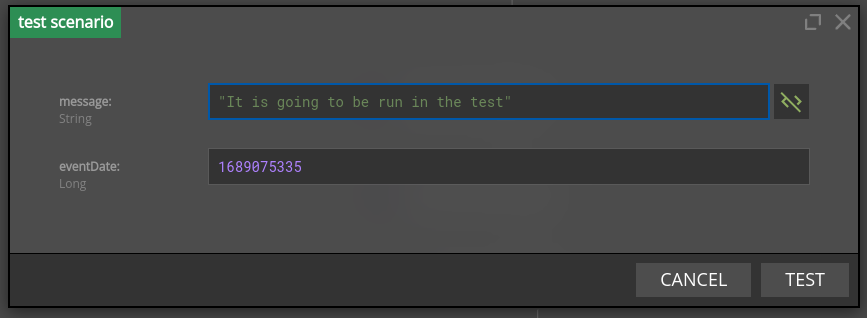 test scenario
message:
String
"It is going to be run in the test"
eventDate:
Long
1689075335
CANCEL
TEST